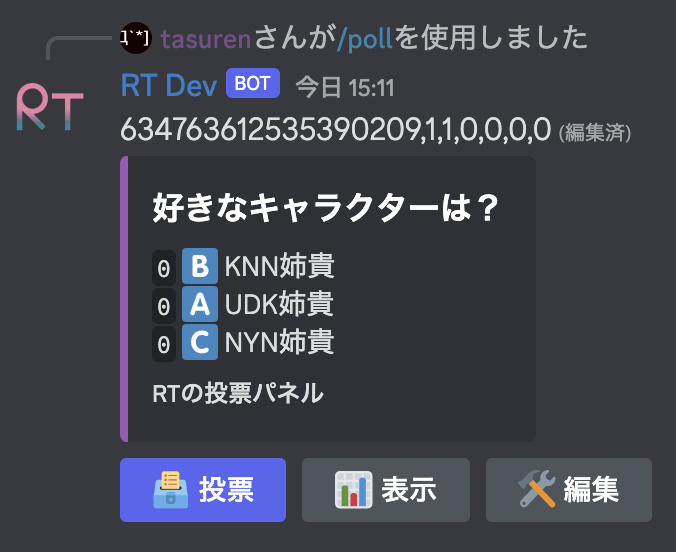 tasurenさんが/pollを使用しました
RT Dev BOT 今日 15:11
RT
634763612535390209,1,1,0,0,0,0 (編集済)
好きなキャラクターは？
0 B KNN姉貴
0 A UDK姉貴
0 C NYN姉貴
RTの投票パネル
投票 表示 編集